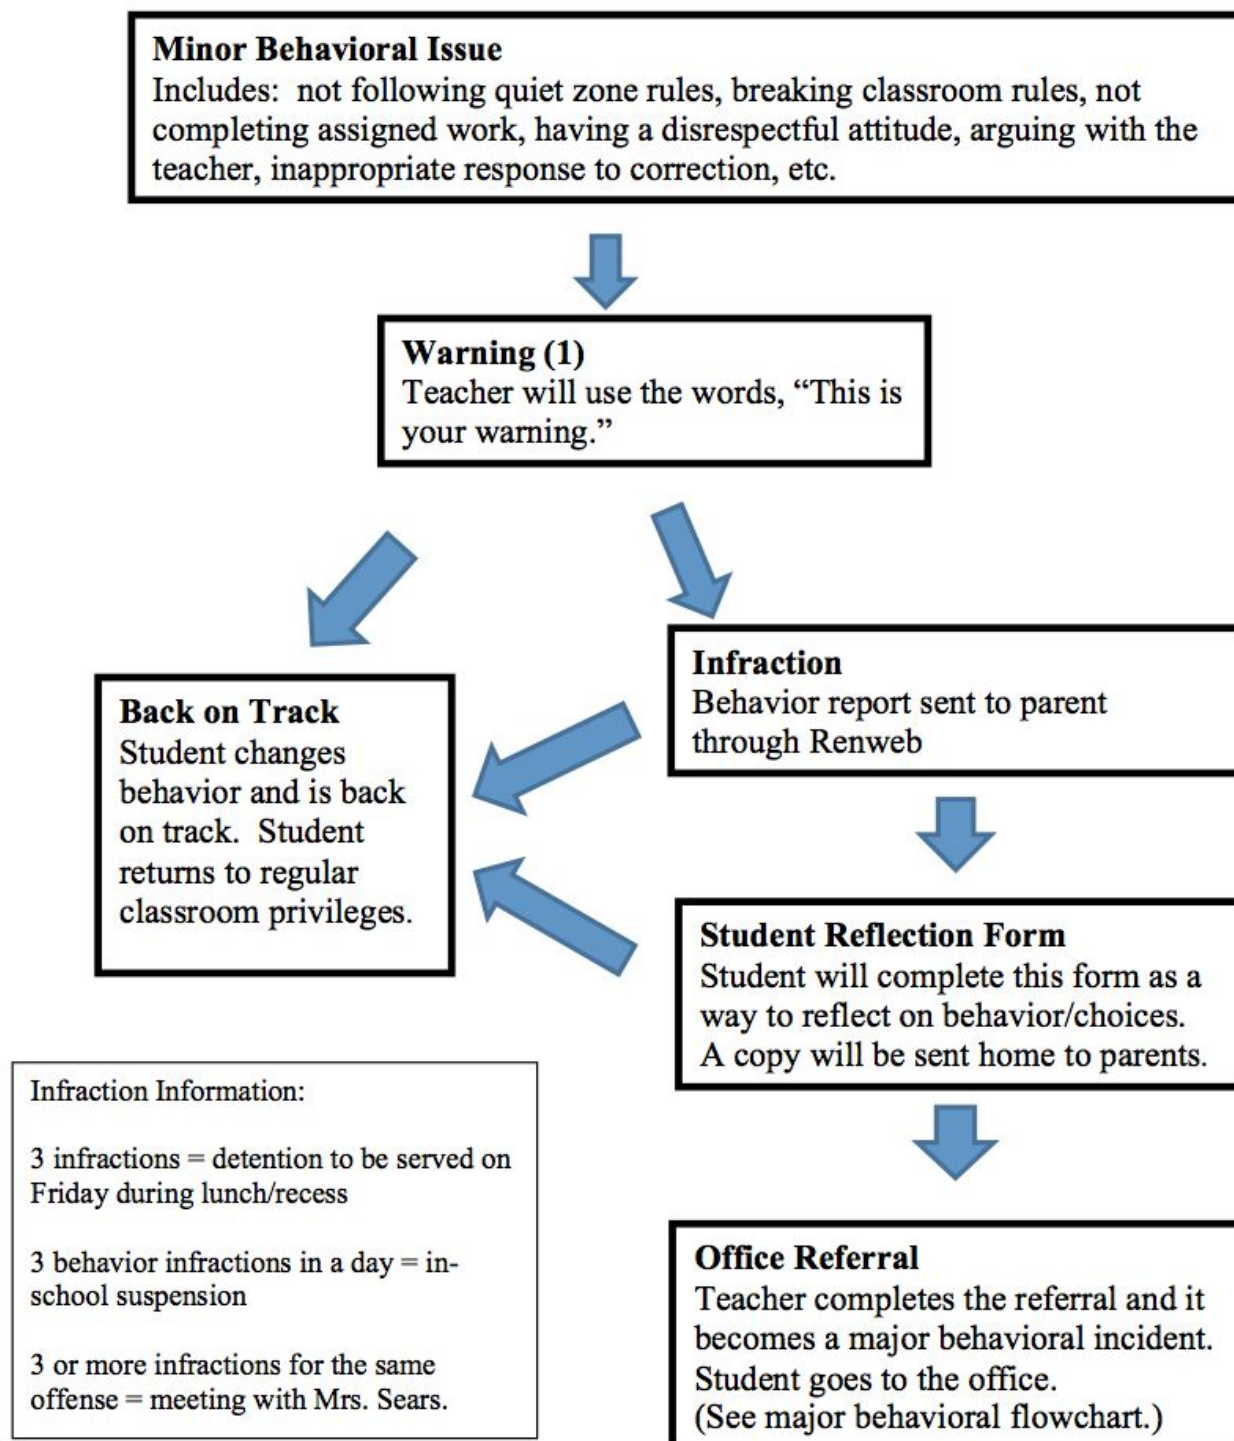 Minor Behavioral Issue
Includes:  not following quiet zone rules, breaking classroom rules, not
completing assigned work, having a disrespectful attitude, arguing with the
teacher, inappropriate response to correction, etc.
Warning (1)
Teacher will use the words, “This is
your warning.”
Infraction
Behavior report sent to parent
through Renweb
Back on Track
Student changes
behavior and is back
on track.  Student
returns to regular
classroom privileges.
Student Reflection Form
Student will complete this form as a
way to reflect on behavior/choices.
A copy will be sent home to parents.
Infraction Information:
3 infractions = detention to be served on
Friday during lunch/recess
3 behavior infractions in a day = in-
school suspension
3 or more infractions for the same
offense = meeting with Mrs. Sears.
Office Referral
Teacher completes the referral and it
becomes a major behavioral incident.
Student goes to the office.
(See major behavioral flowchart.)